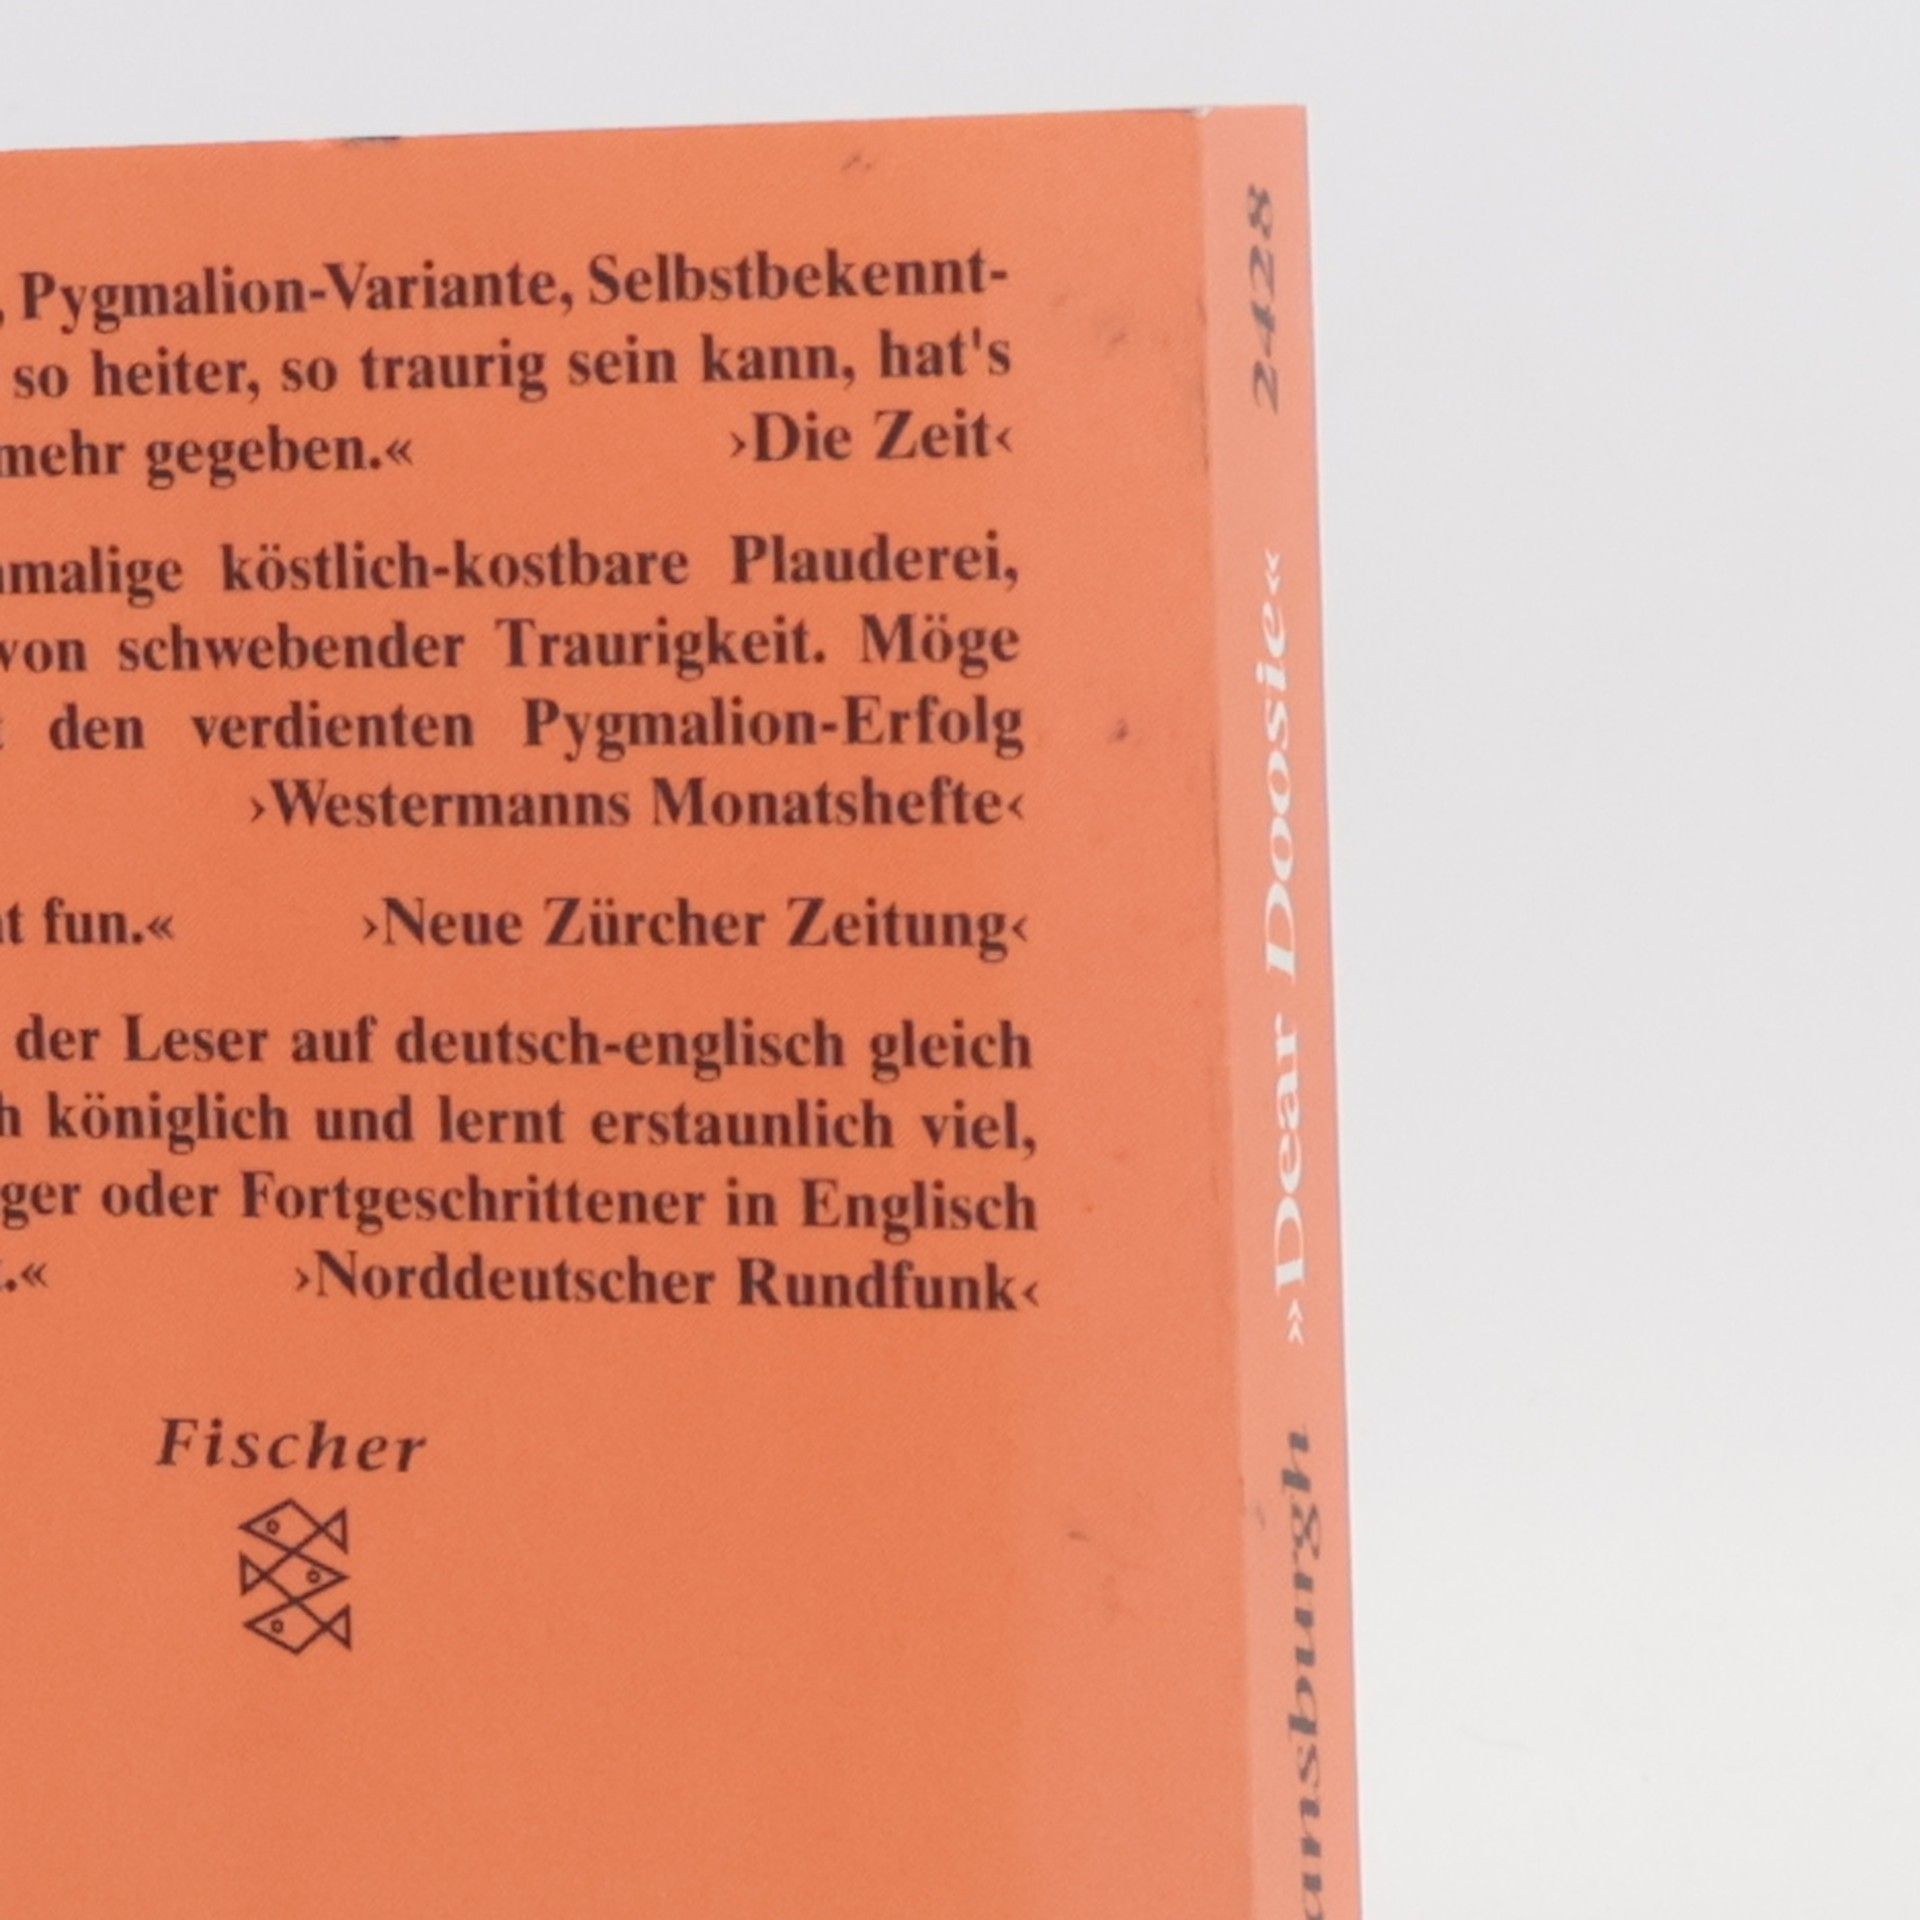 , Pygmalion-Variante, Selbstbekennt-
so heiter, so traurig sein kann, hat's
mehr gegeben.« ›Die Zeit‹
malige köstlich-kostbare Plauderei,
von schwebender Traurigkeit. Möge
den verdienten Pygmalion-Erfolg
›Westermanns Monatshefte‹
fun.« ›Neue Zürcher Zeitung‹
der Leser auf deutsch-englisch gleich
h königlich und lernt erstaunlich viel,
ger oder Fortgeschrittener in Englisch
.« ›Norddeutscher Rundfunk‹
Fischer
ansburgh »Dear Doosie« 2428